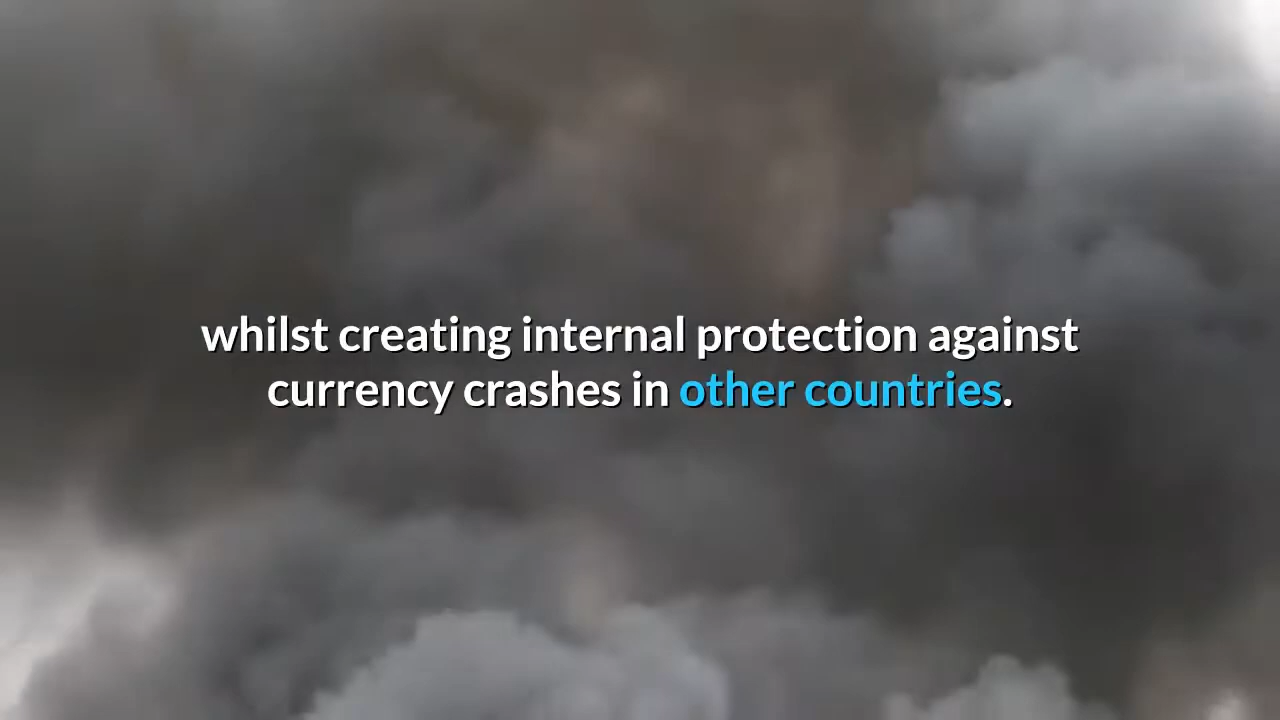 whilst creating internal protection against
currency crashes in other countries.